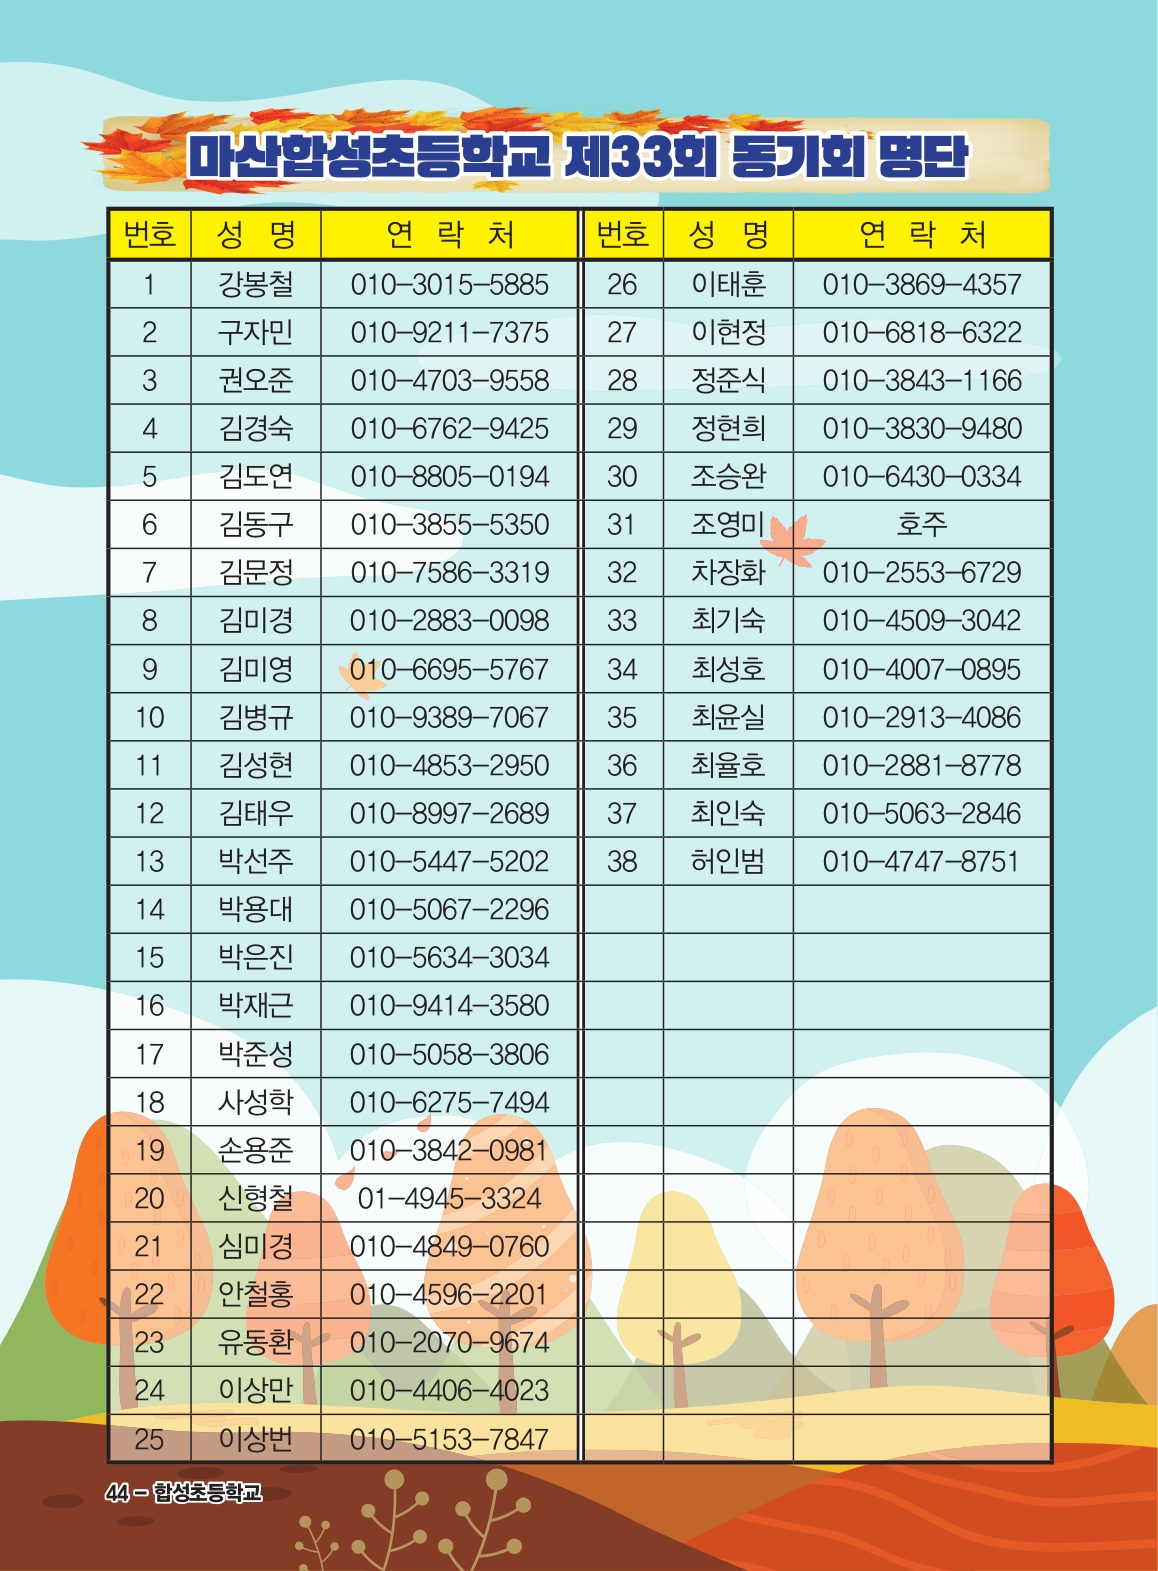 마산합성초등학교 제33회 동기회 명단
번호 성 명 연 락 처 번호 성 명 연 락 처
1 강봉철 010-3015-5885 26 이태훈 010-3869-4357
2 구자민 010-9211-7375 27 이현정 010-6818-6322
3 권오준 010-4703-9558 28 정준식 010-3843-1166
4 김경숙 010-6762-9425 29 정현희 010-3830-9480
5 김도연 010-8805-0194 30 조승완 010-6430-0334
6 김동구 010-3855-5350 31 조영미 호주
7 김문정 010-7586-3319 32 차장화 010-2553-6729
8 김미경 010-2883-0098 33 최기숙 010-4509-3042
9 김미영 010-6695-5767 34 최성호 010-4007-0895
10 김병규 010-9389-7067 35 최윤실 010-2913-4086
11 김성현 010-4853-2950 36 최율호 010-2881-8778
12 김태우 010-8997-2689 37 최인숙 010-5063-2846
13 박선주 010-5447-5202 38 허인범 010-4747-8751
14 박용대 010-5067-2296
15 박은진 010-5634-3034
16 박재근 010-9414-3580
17 박준성 010-5058-3806
18 사성학 010-6275-7494
19 손용준 010-3842-0981
20 신형철 01-4945-3324
21 심미경 010-4849-0760
22 안철홍 010-4596-2201
23 유동환 010-2070-9674
24 이상만 010-4406-4023
25 이상번 010-5153-7847
44 - 합성초등학교